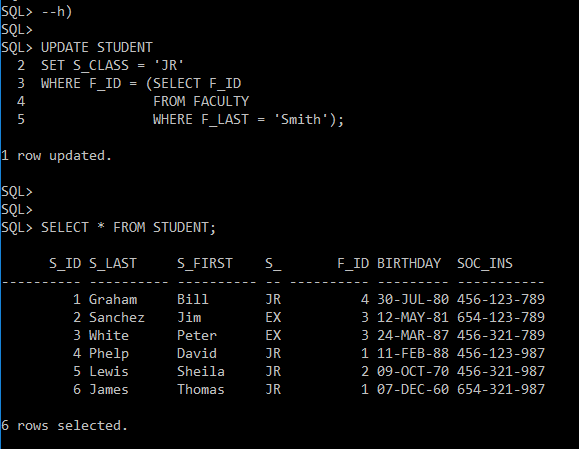 SQL> --h)
SQL>
SQL> UPDATE STUDENT
  2  SET S_CLASS = 'JR'
  3  WHERE F_ID = (SELECT F_ID
  4                FROM FACULTY
  5                WHERE F_LAST = 'Smith');

1 row updated.

SQL>
SQL>
SQL> SELECT * FROM STUDENT;

      S_ID S_LAST     S_FIRST    S_       F_ID BIRTHDAY  SOC_INS
---------- ---------- ---------- -- ---------- --------- -----------
         1 Graham     Bill       JR          4 30-JUL-80 456-123-789
         2 Sanchez    Jim        EX          3 12-MAY-81 654-123-789
         3 White      Peter      EX          3 24-MAR-87 456-321-789
         4 Phelp      David      JR          1 11-FEB-88 456-123-987
         5 Lewis      Sheila     JR          2 09-OCT-70 456-321-987
         6 James      Thomas     JR          1 07-DEC-60 654-321-987

6 rows selected.